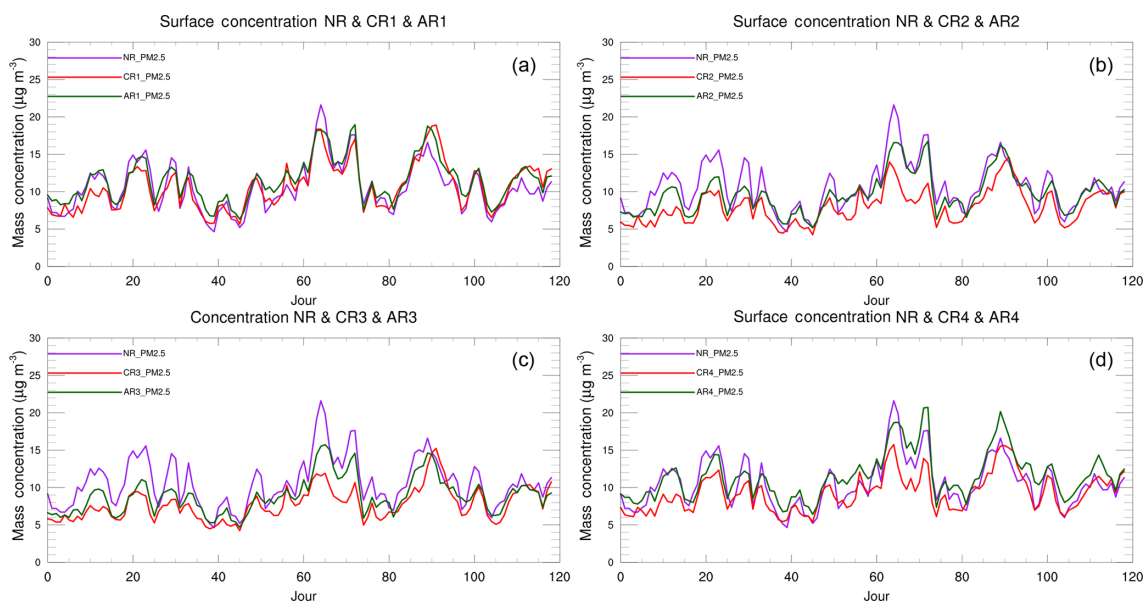 Surface concentration NR & CR1 & AR1
Mass concentration (µg m⁻³)
30
25
20
15
10
5
0
NR_PM2.5
CR1_PM2.5
AR1_PM2.5
(a)
0 20 40 60 80 100 120
Jour
Surface concentration NR & CR2 & AR2
Mass concentration (µg m⁻³)
30
25
20
15
10
5
0
NR_PM2.5
CR2_PM2.5
AR2_PM2.5
(b)
0 20 40 60 80 100 120
Jour
Concentration NR & CR3 & AR3
Mass concentration (µg m⁻³)
30
25
20
15
10
5
0
NR_PM2.5
CR3_PM2.5
AR3_PM2.5
(c)
0 20 40 60 80 100 120
Jour
Surface concentration NR & CR4 & AR4
Mass concentration (µg m⁻³)
30
25
20
15
10
5
0
NR_PM2.5
CR4_PM2.5
AR4_PM2.5
(d)
0 20 40 60 80 100 120
Jour